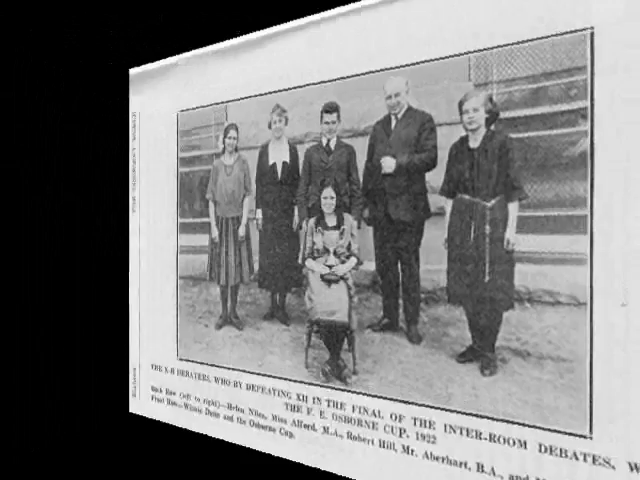 THE X-B DEBATERS, WHO BY DEFEATING XII IN THE FINAL OF THE INTER-ROOM DEBATES, W
THE F. E. OSBORNE CUP, 1922
Back Row (left to right)—Helen Niles, Miss Alford, M.A., Robert Hill, Mr. Aberhart, B.A., and
Front Row—Winnie Dunn and the Osborne Cup.